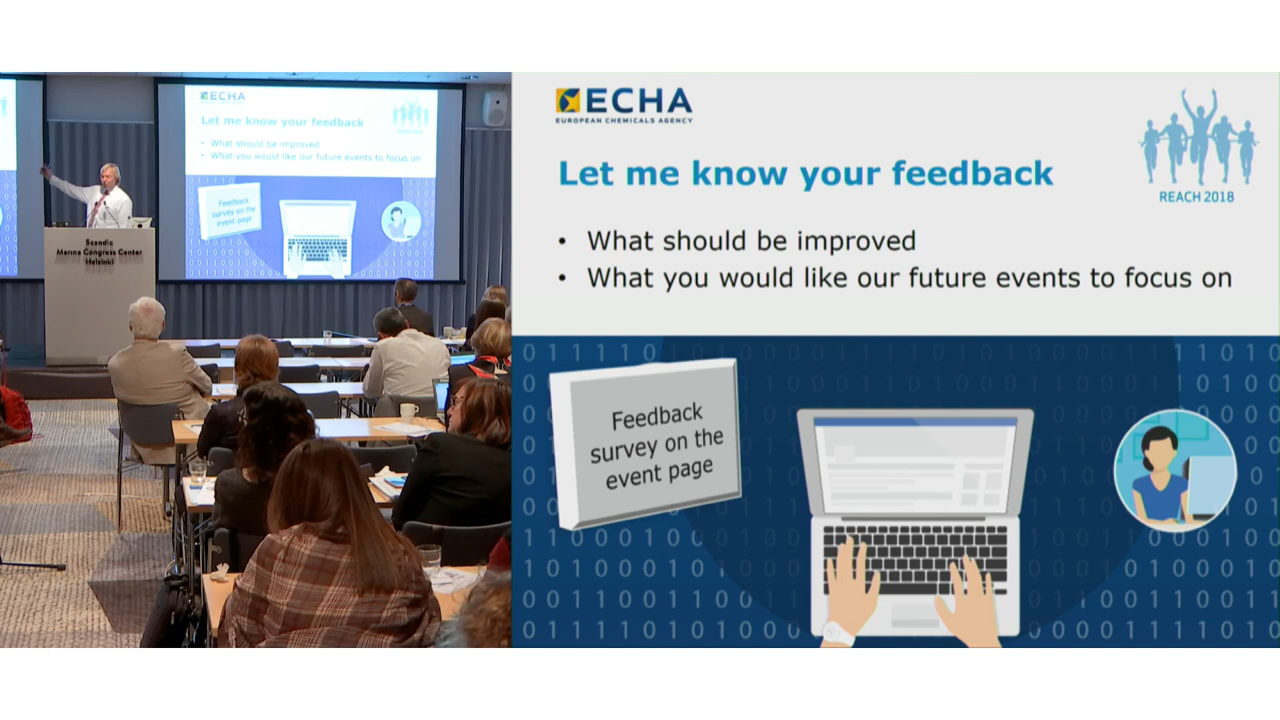 ECHA
Let me know your feedback
• What should be improved
• What you would like our future events to focus on
REACH 2018
Feedback
survey on the
event page
Scandic
Marina Congress Center
Helsinki
ECHA
EUROPEAN CHEMICALS AGENCY
REACH 2018
Let me know your feedback
• What should be improved
• What you would like our future events to focus on
Feedback
survey on the
event page